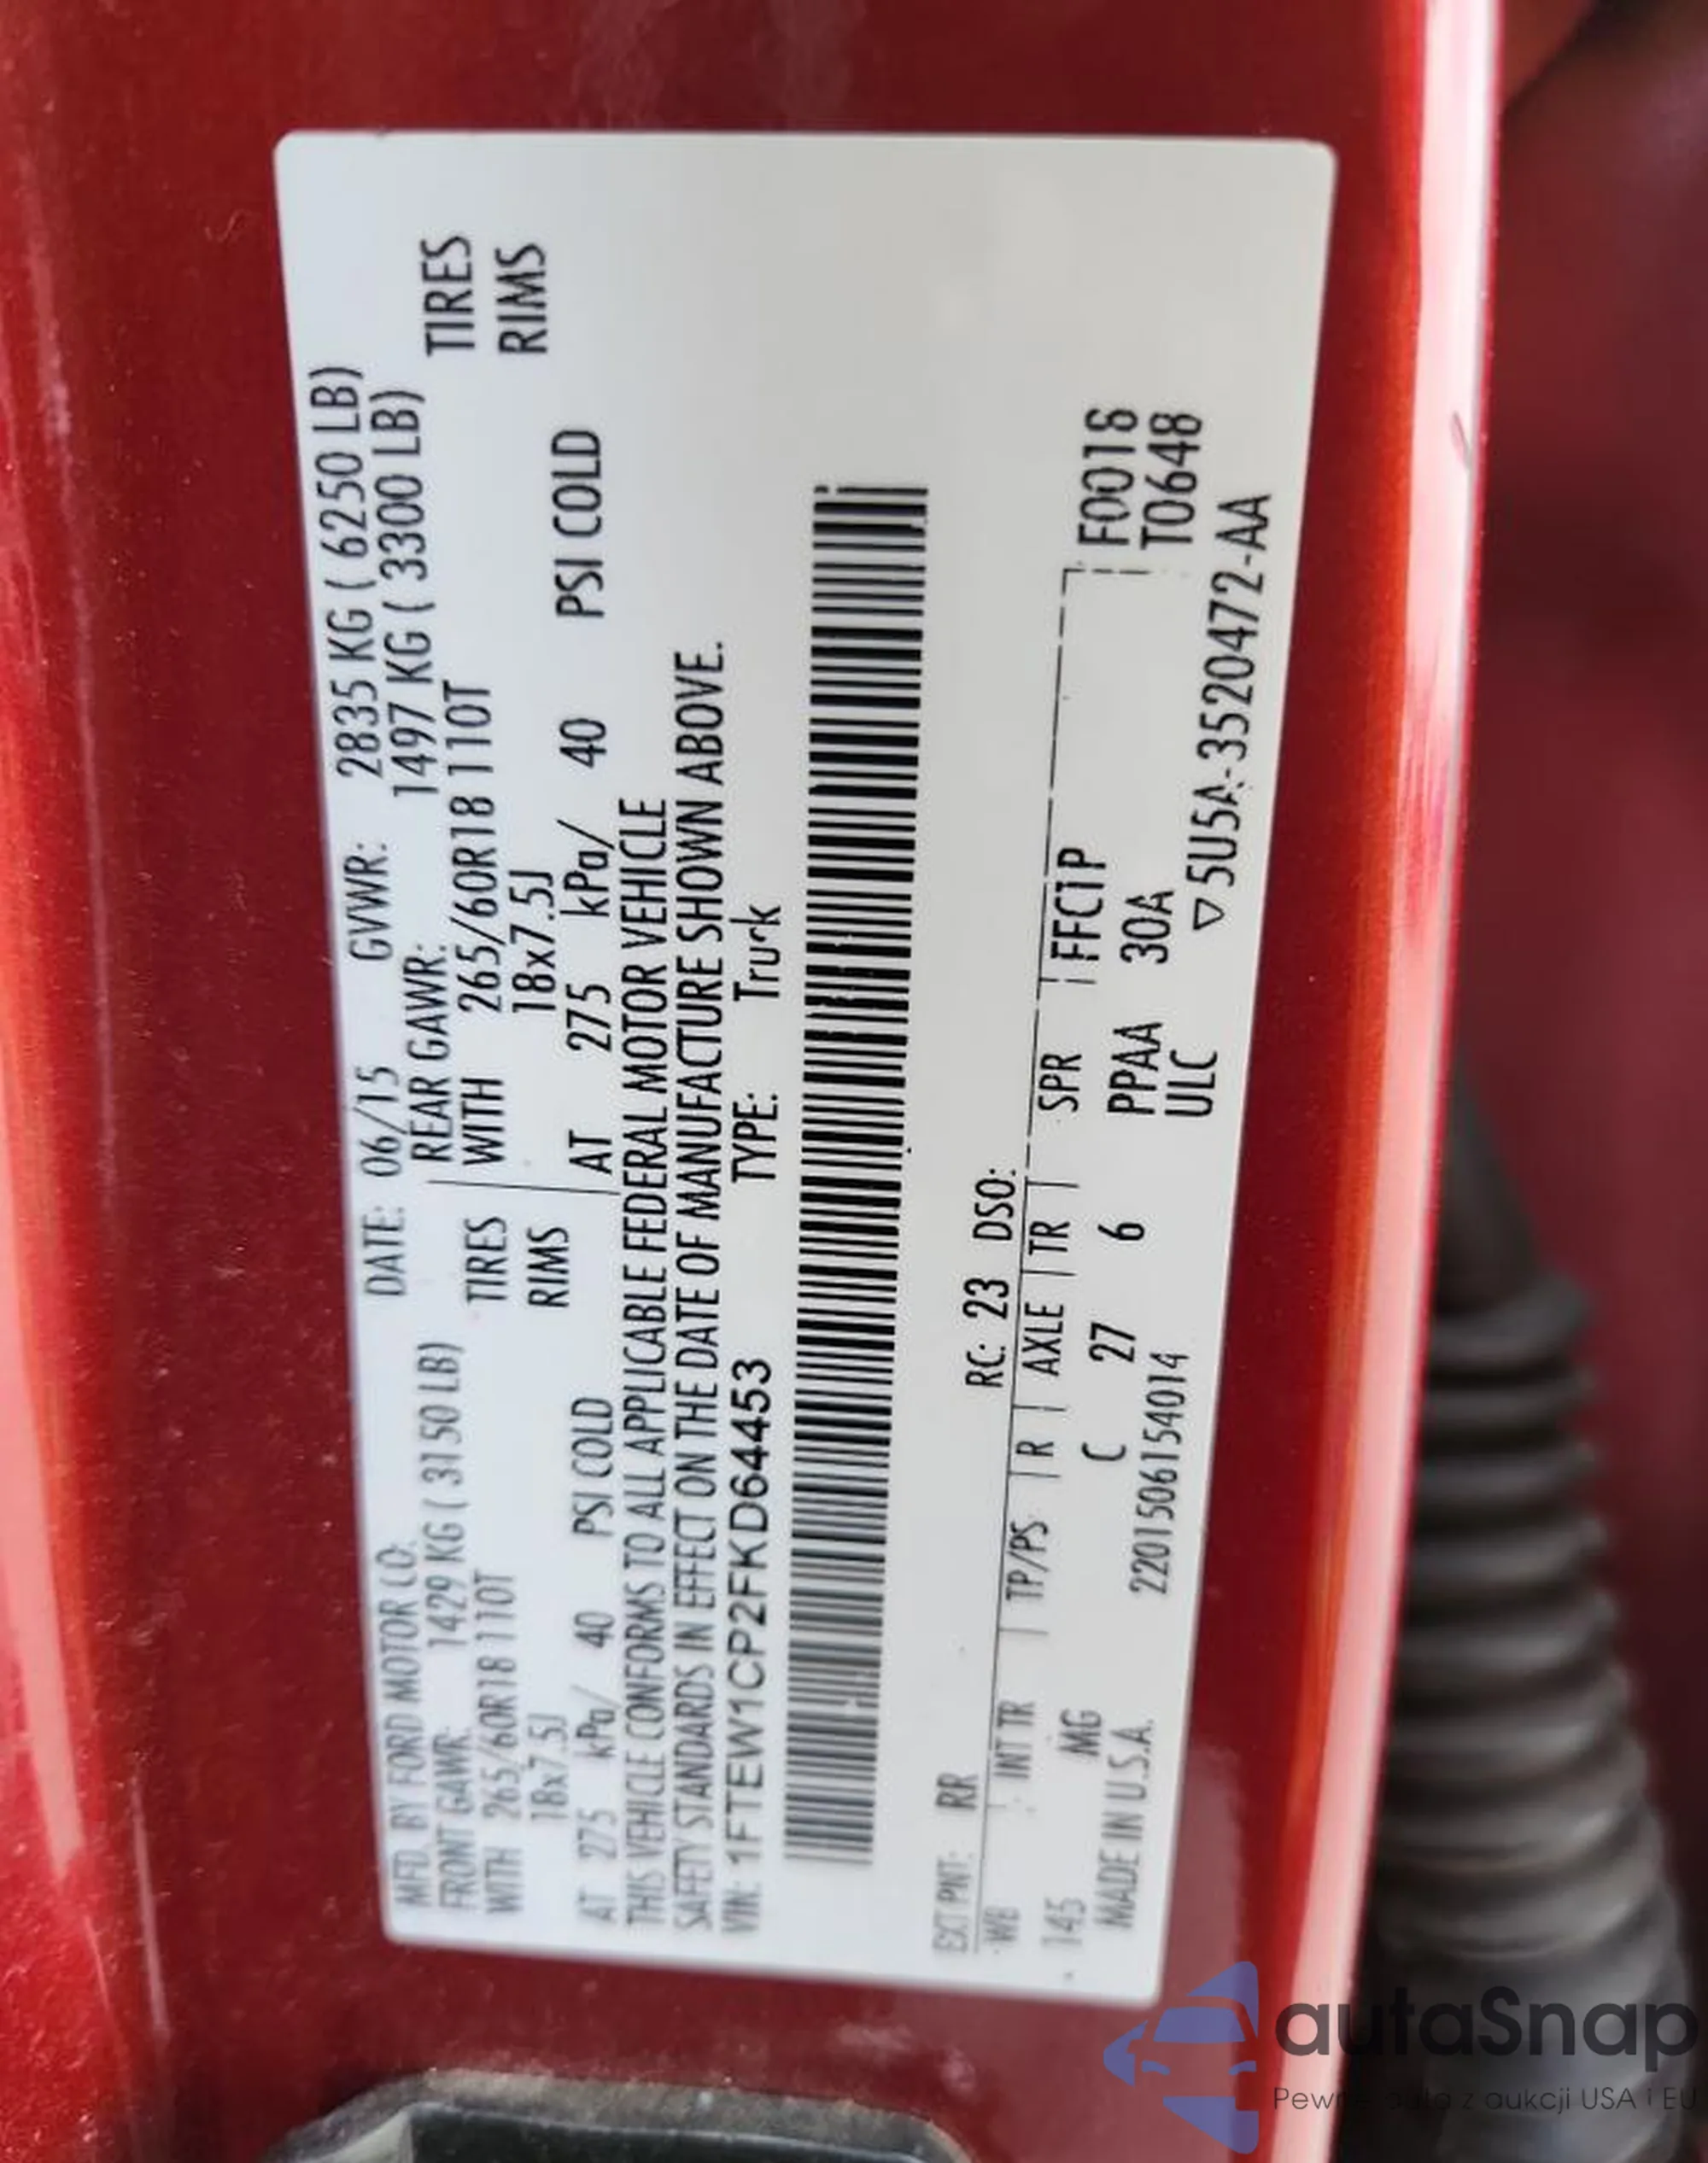 MFD. BY FORD MOTOR CO.
DATE: 06/15 GVWR: 2835 KG ( 6250 LB)
FRONT GAWR: 1429 KG ( 3150 LB) REAR GAWR: 1497 KG ( 3300 LB)
WITH 265/60R18 110T TIRES WITH 265/60R18 110T TIRES
18x7.5J RIMS 18x7.5J RIMS
AT 275 kPa/ 40 PSI COLD AT 275 kPa/ 40 PSI COLD
THIS VEHICLE CONFORMS TO ALL APPLICABLE FEDERAL MOTOR VEHICLE
SAFETY STANDARDS IN EFFECT ON THE DATE OF MANUFACTURE SHOWN ABOVE.
VIN: 1FTEW1CP2FKD64453 TYPE: Truck
EXT PNT: RR RC: 23 DSO:
WB INT TR TP/PS R AXLE TR SPR FFCTP F0016
145 MG C 27 6 PPAA 30A T0648
MADE IN U.S.A. 2201506154014 ULC ▽5U5A-3520472-AA
autaSnap
z aukcji USA i EU